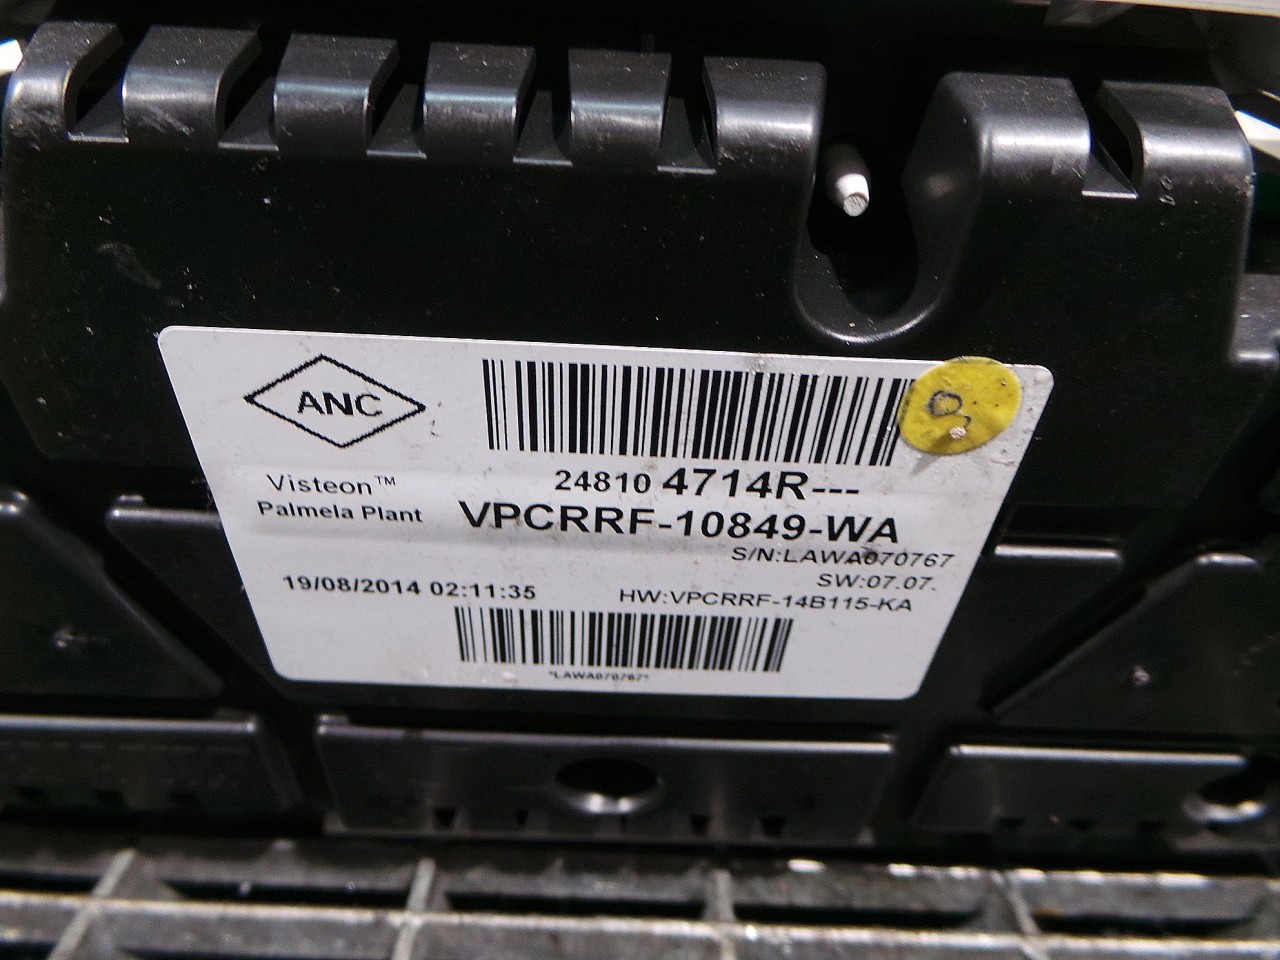 ANC
24810 4714R---
Visteon™
Palmela Plant
VPCRRF-10849-WA
S/N:LAWA070767
SW:07.07.
19/08/2014 02:11:35
HW:VPCRRF-14B115-KA
*LAWA070767*